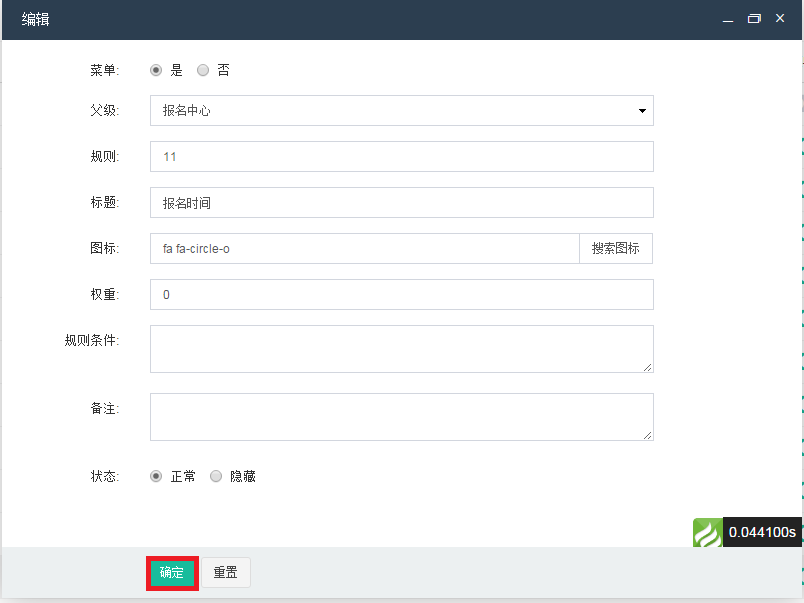 编辑
菜单: 是 否
父级: 报名中心
规则: 11
标题: 报名时间
图标: fa fa-circle-o 搜索图标
权重: 0
规则条件:
备注:
状态: 正常 隐藏
0.044100s
确定 重置